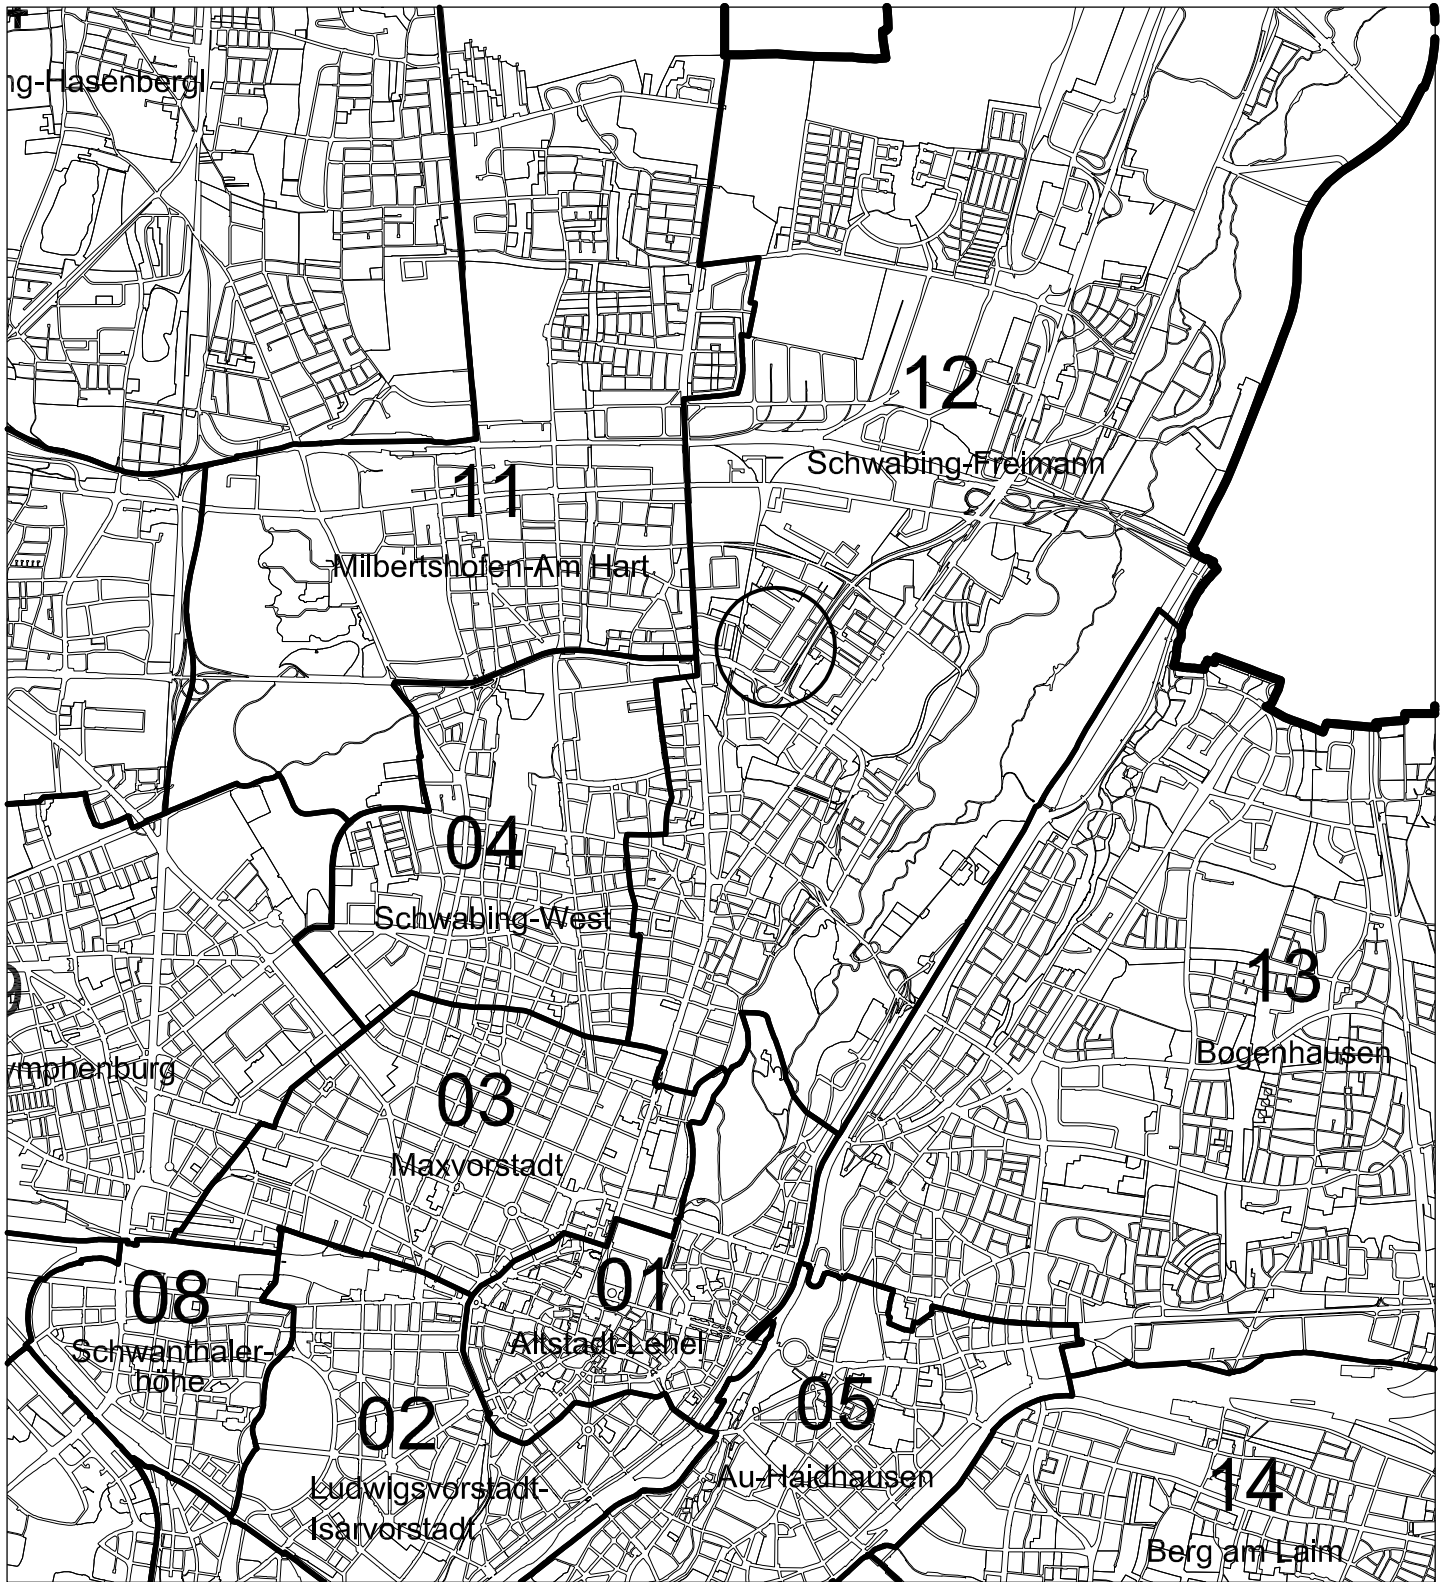 ng-Hasenbergl
12
Schwabing-Freimann
11
Milbertshofen-Am Hart
04
Schwabing-West
13
Bogenhausen
9
ymphenburg
03
Maxvorstadt
01
Altstadt-Lehel
08
Schwanthaler-
höhe
05
Au-Haidhausen
02
Ludwigsvorstadt-
Isarvorstadt
14
Berg am Laim